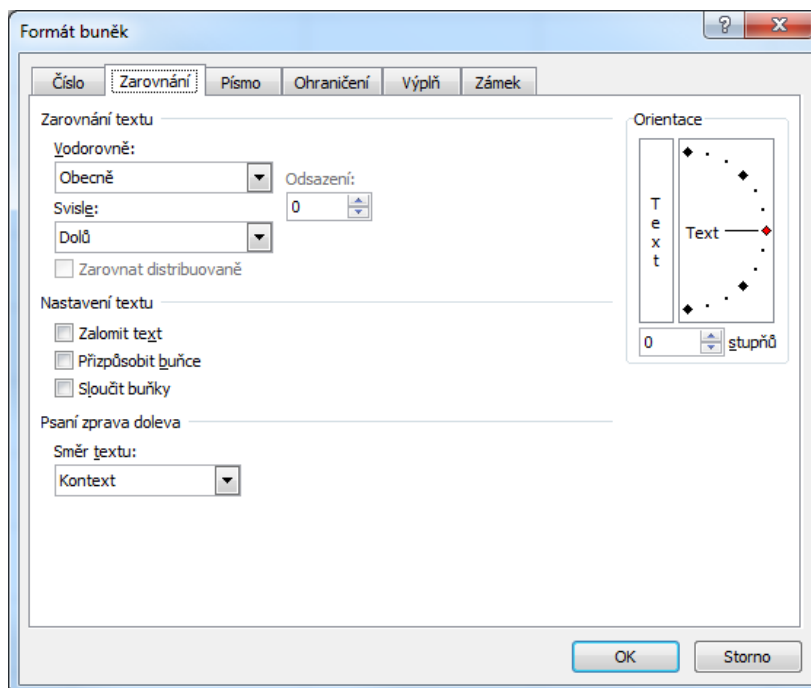 Formát buněk
Číslo Zarovnání Písmo Ohraničení Výplň Zámek
Zarovnání textu
Vodorovně:
Obecně
Odsazení:
0
Svisle:
Dolů
Zarovnat distribuovaně
Nastavení textu
Zalomit text
Přizpůsobit buňce
Sloučit buňky
Psaní zprava doleva
Směr textu:
Kontext
Orientace
Text
Text
0 stupňů
OK Storno